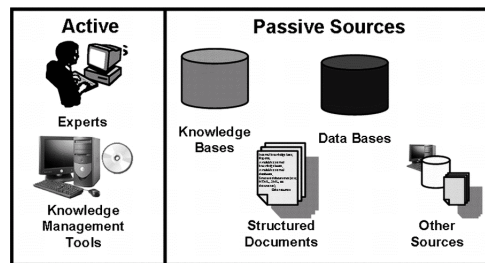 Active
s
Passive Sources
Experts
Knowledge
Management
Tools
Knowledge
Bases
Data Bases
Structured
Documents
Other
Sources